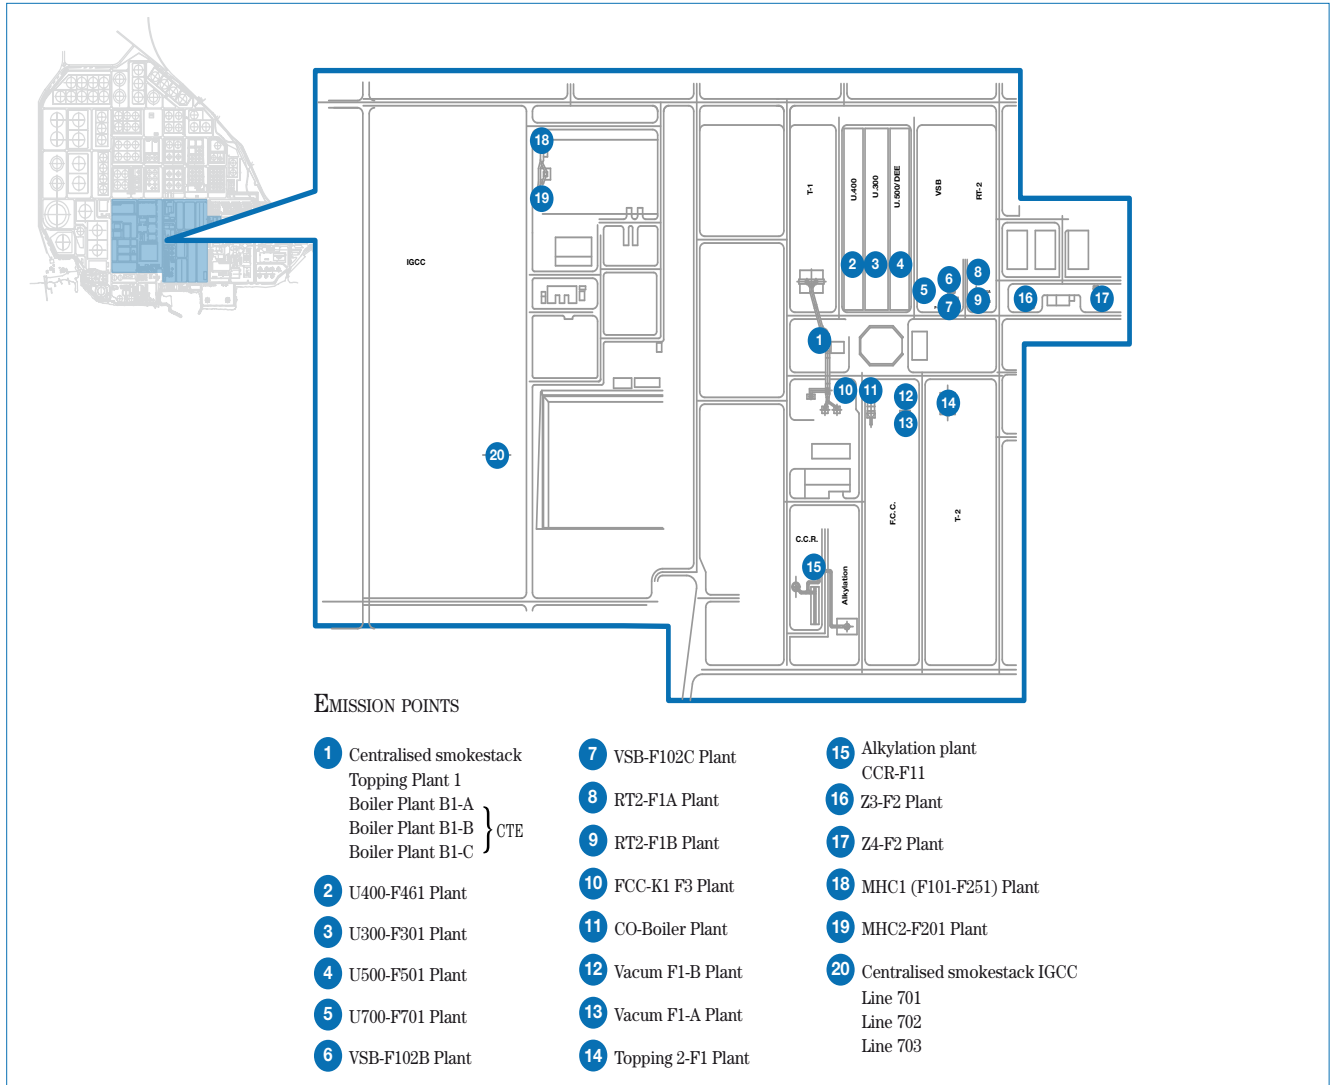 18
19
T-1
U.400
U.300
U.500/DEE
VSB
RT-2
IGCC
2
3
4
5
6
7
8
9
16
17
1
10
11
12
13
14
20
F.C.C.
T-2
C.C.R.
15
Alkylation
EMISSION POINTS
1 Centralised smokestack
Topping Plant 1
Boiler Plant B1-A
Boiler Plant B1-B } CTE
Boiler Plant B1-C
2 U400-F461 Plant
3 U300-F301 Plant
4 U500-F501 Plant
5 U700-F701 Plant
6 VSB-F102B Plant
7 VSB-F102C Plant
8 RT2-F1A Plant
9 RT2-F1B Plant
10 FCC-K1 F3 Plant
11 CO-Boiler Plant
12 Vacum F1-B Plant
13 Vacum F1-A Plant
14 Topping 2-F1 Plant
15 Alkylation plant
CCR-F11
16 Z3-F2 Plant
17 Z4-F2 Plant
18 MHC1 (F101-F251) Plant
19 MHC2-F201 Plant
20 Centralised smokestack IGCC
Line 701
Line 702
Line 703